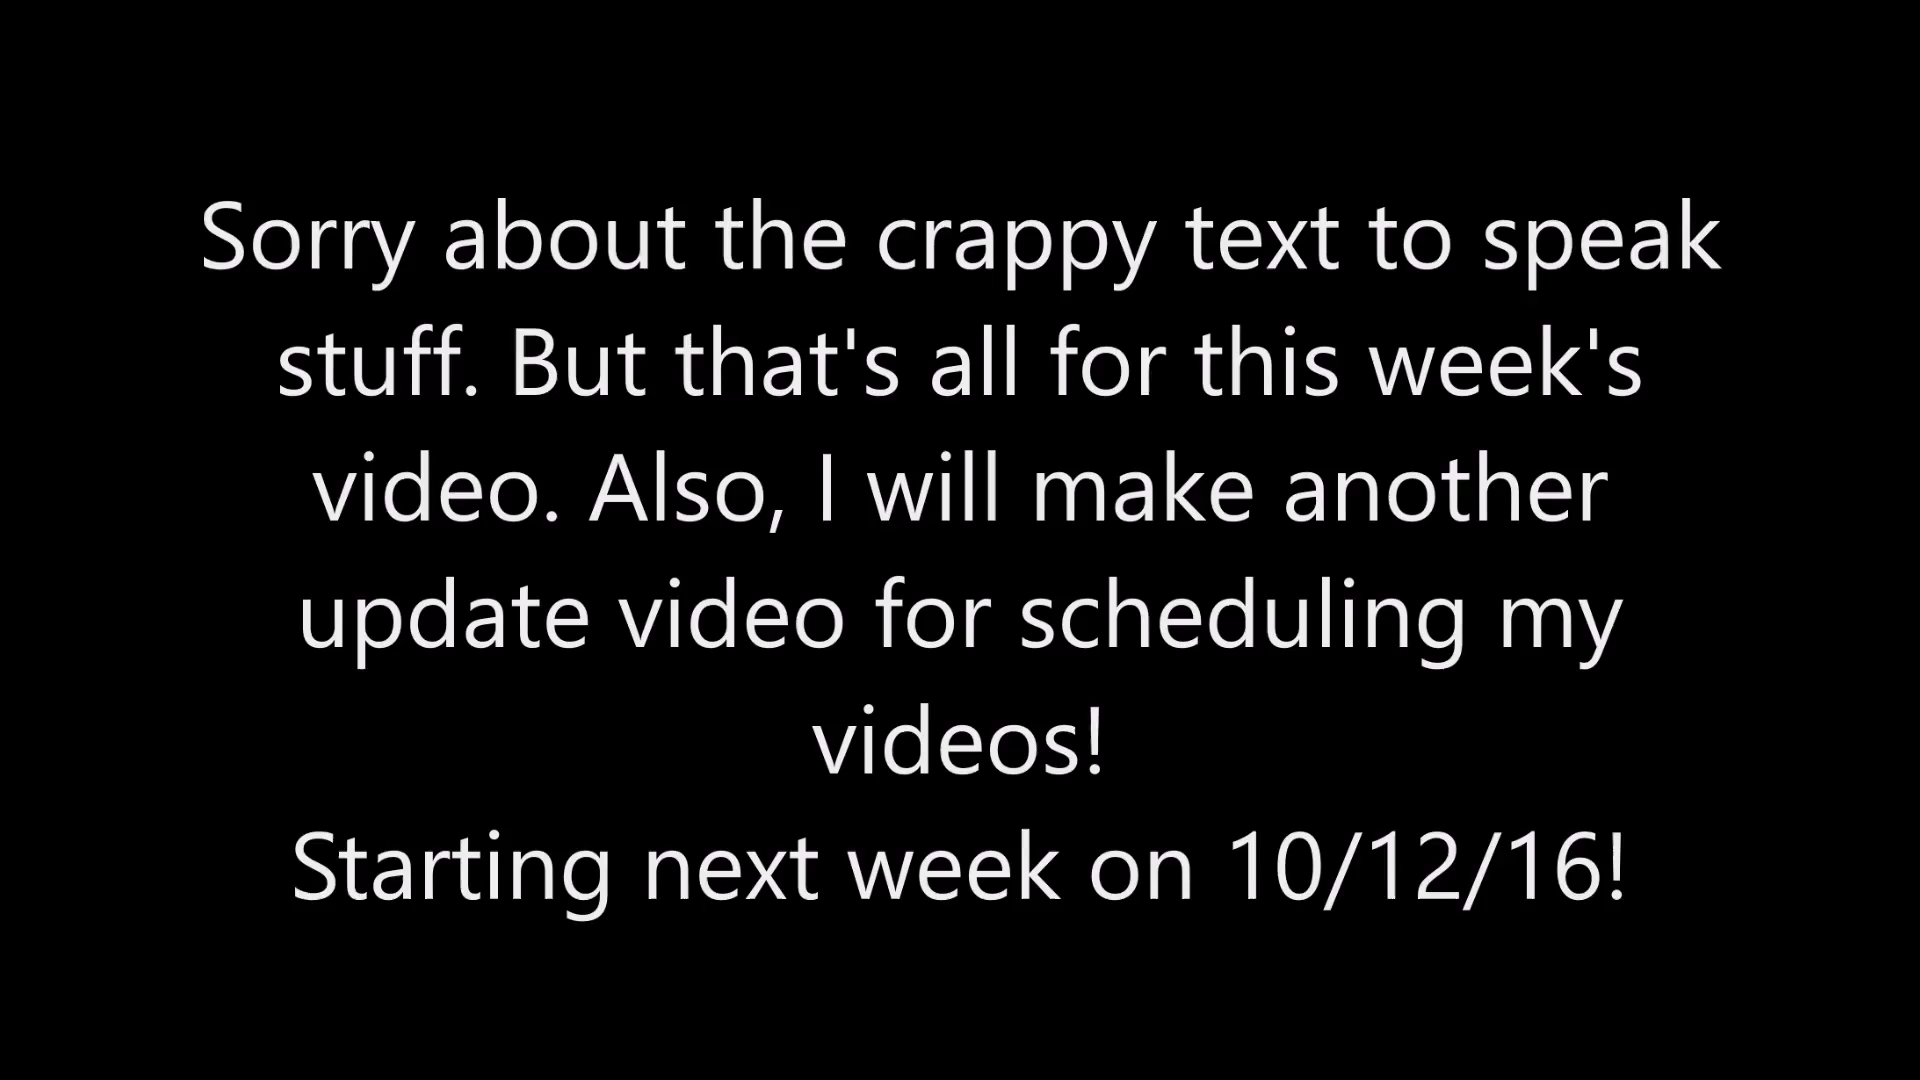 Sorry about the crappy text to speak
stuff. But that's all for this week's
video. Also, I will make another
update video for scheduling my
videos!
Starting next week on 10/12/16!